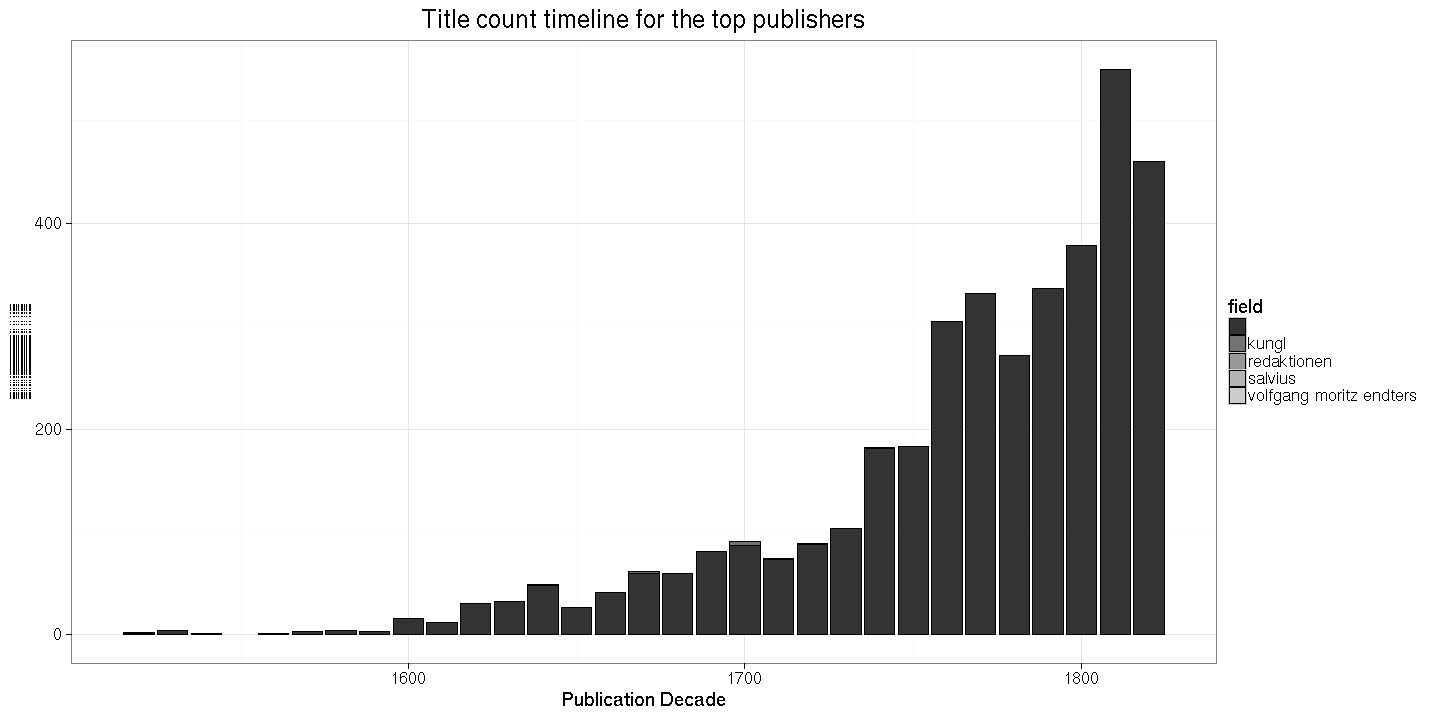 Title count timeline for the top publishers
400
200
0
1600
1700
1800
Publication Decade
field
kungl
redaktionen
salvius
volfgang moritz endters